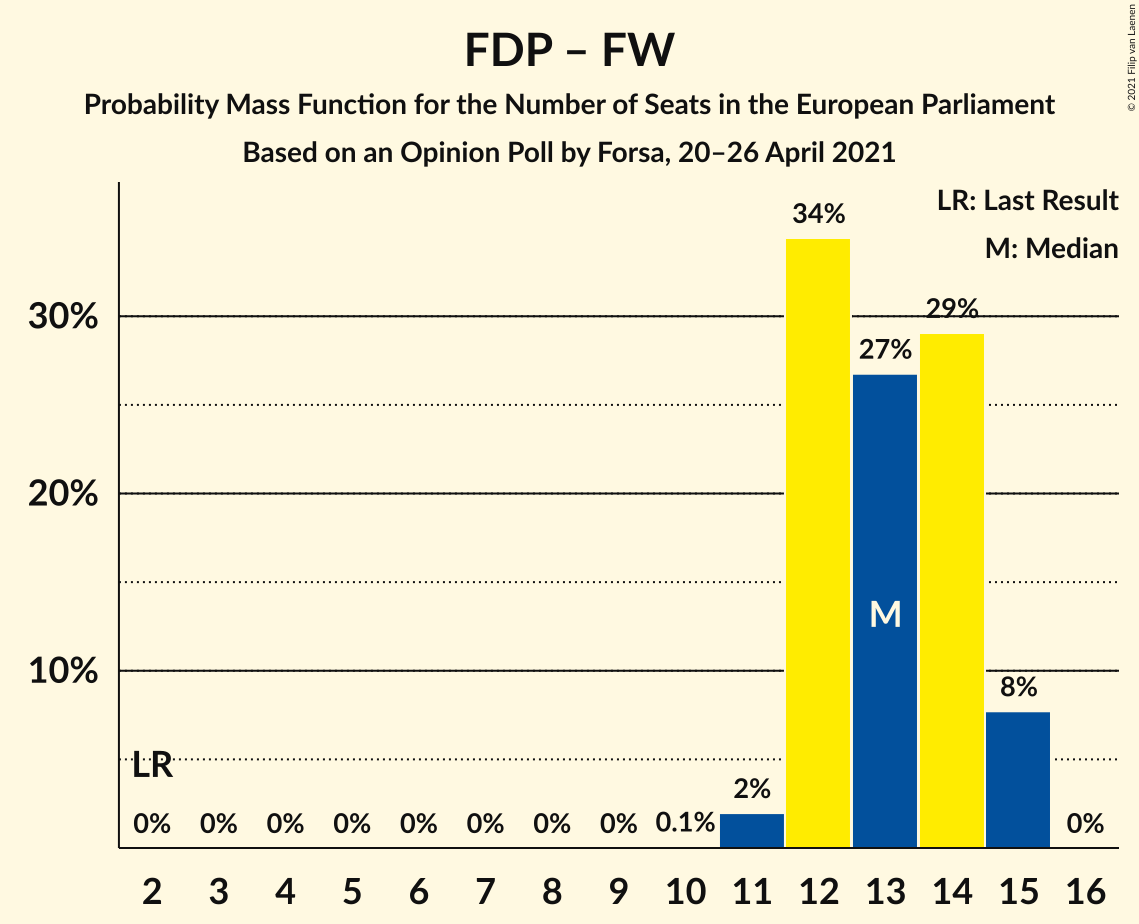 FDP – FW
Probability Mass Function for the Number of Seats in the European Parliament
Based on an Opinion Poll by Forsa, 20–26 April 2021
© 2021 Filip van Laenen
LR: Last Result
M: Median
34%
29%
27%
30%
20%
10%
M
8%
2%
LR
0% 0% 0% 0% 0% 0% 0% 0% 0.1% 0%
2 3 4 5 6 7 8 9 10 11 12 13 14 15 16